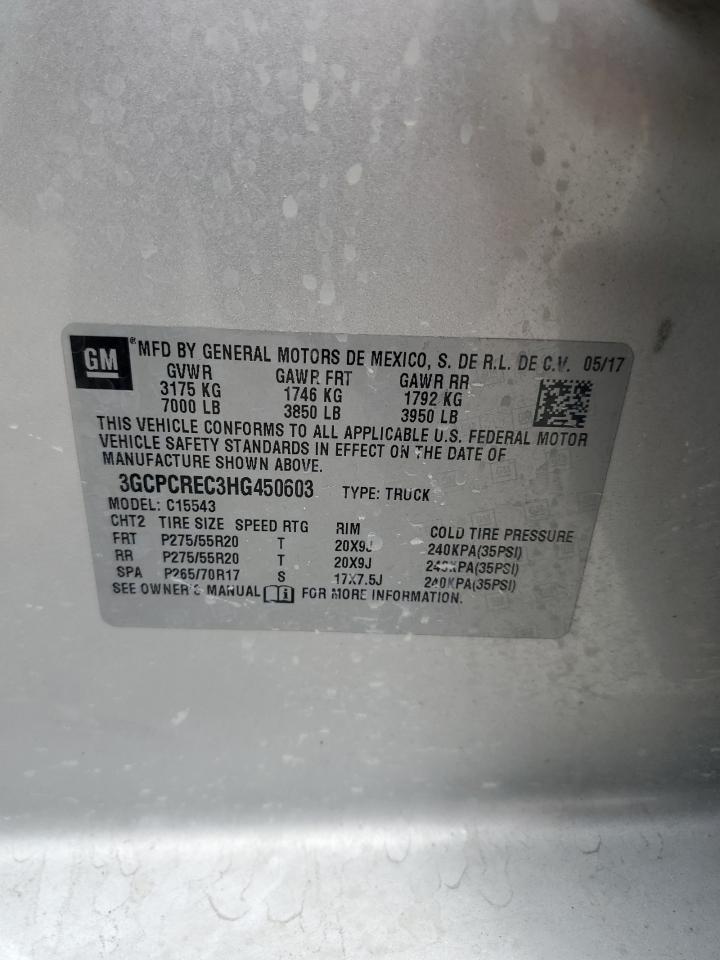 GM ® MFD BY GENERAL MOTORS DE MEXICO, S. DE R.L. DE C.V. 05/17
GVWR GAWR FRT GAWR RR
3175 KG 1746 KG 1792 KG
7000 LB 3850 LB 3950 LB
THIS VEHICLE CONFORMS TO ALL APPLICABLE U.S. FEDERAL MOTOR
VEHICLE SAFETY STANDARDS IN EFFECT ON THE DATE OF
MANUFACTURE SHOWN ABOVE.
3GCPCREC3HG450603 TYPE: TRUCK
MODEL: C15543
CHT2 TIRE SIZE SPEED RTG RIM COLD TIRE PRESSURE
FRT P275/55R20 T 20X9J 240KPA(35PSI)
RR P275/55R20 T 20X9J 240KPA(35PSI)
SPA P265/70R17 S 17X7.5J 240KPA(35PSI)
SEE OWNER'S MANUAL FOR MORE INFORMATION.